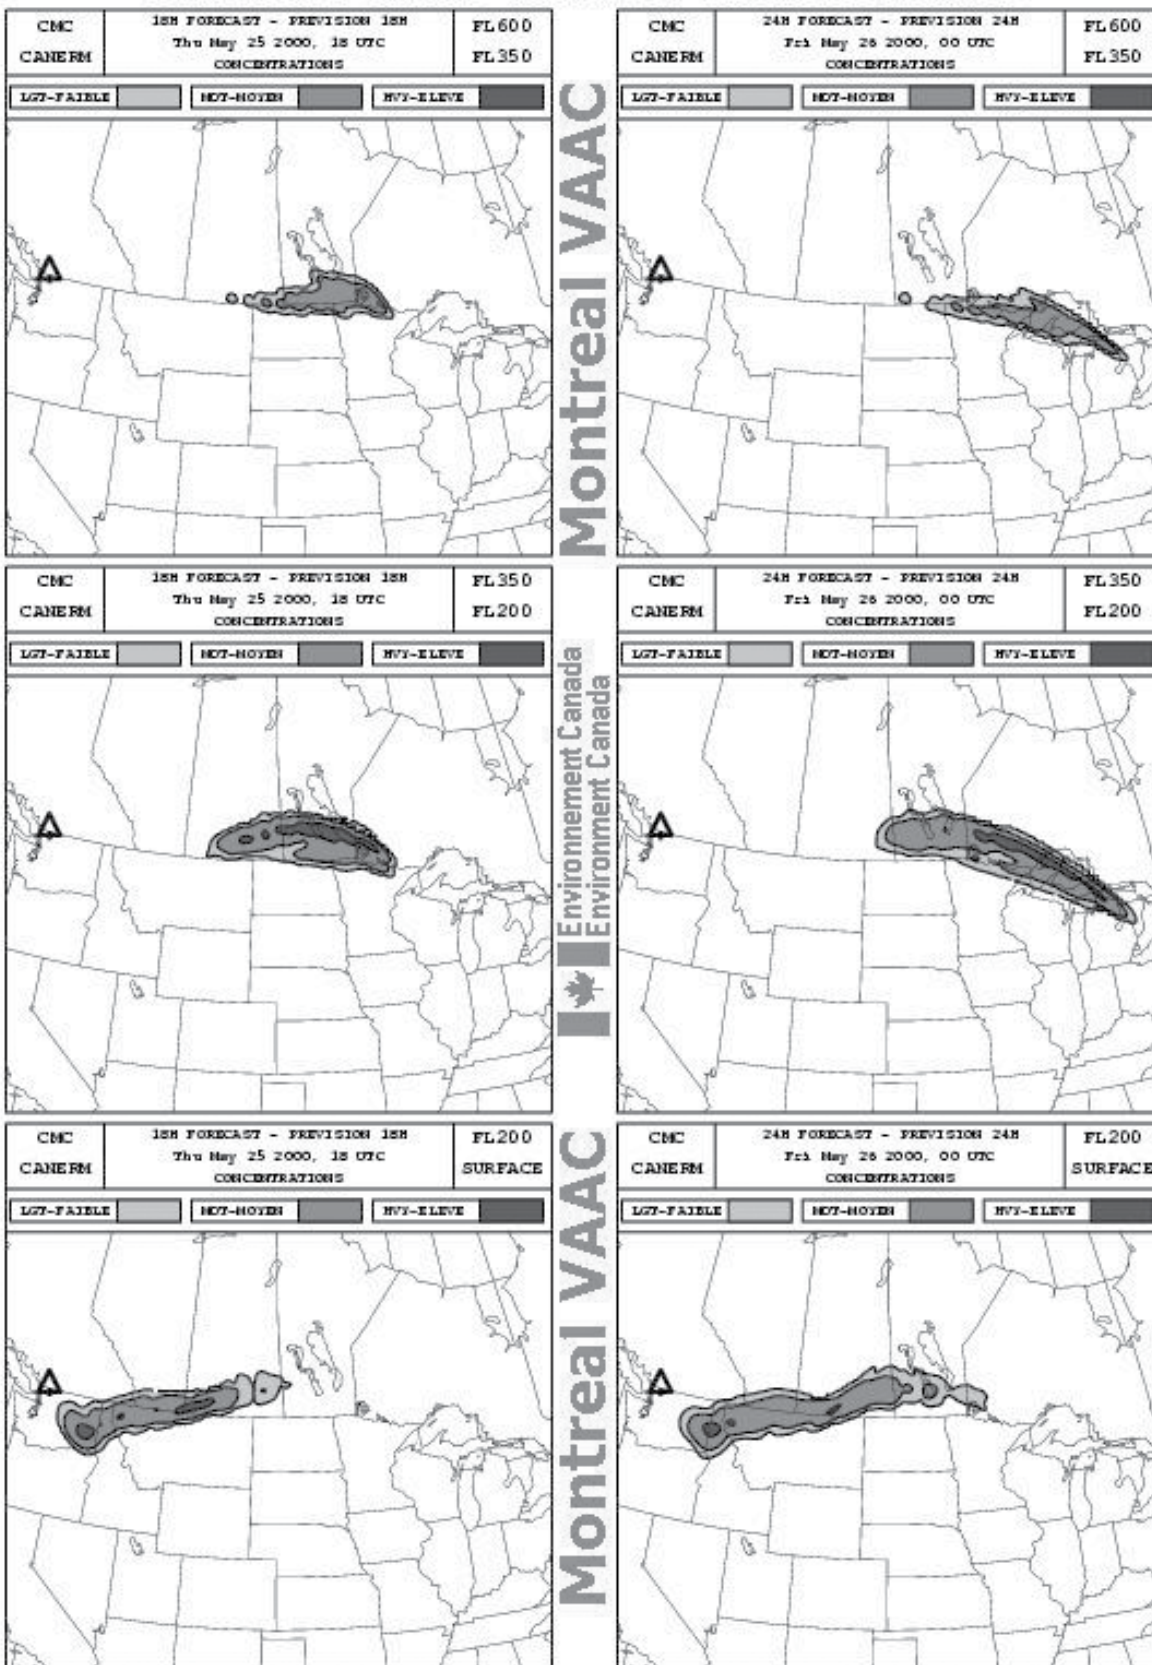 CMC
CANERM
18H FORECAST - PREVISION 18H
Thu May 25 2000, 18 UTC
CONCENTRATIONS
FL600
FL350
LGT-FAIBLE
MDT-MOYEN
HVY-ELEVE
CMC
CANERM
24H FORECAST - PREVISION 24H
Fri May 26 2000, 00 UTC
CONCENTRATIONS
FL600
FL350
LGT-FAIBLE
MDT-MOYEN
HVY-ELEVE
Montreal VAAC
CMC
CANERM
18H FORECAST - PREVISION 18H
Thu May 25 2000, 18 UTC
CONCENTRATIONS
FL350
FL200
LGT-FAIBLE
MDT-MOYEN
HVY-ELEVE
CMC
CANERM
24H FORECAST - PREVISION 24H
Fri May 26 2000, 00 UTC
CONCENTRATIONS
FL350
FL200
LGT-FAIBLE
MDT-MOYEN
HVY-ELEVE
Environnement Canada
Environment Canada
CMC
CANERM
18H FORECAST - PREVISION 18H
Thu May 25 2000, 18 UTC
CONCENTRATIONS
FL200
SURFACE
LGT-FAIBLE
MDT-MOYEN
HVY-ELEVE
CMC
CANERM
24H FORECAST - PREVISION 24H
Fri May 26 2000, 00 UTC
CONCENTRATIONS
FL200
SURFACE
LGT-FAIBLE
MDT-MOYEN
HVY-ELEVE
Montreal VAAC